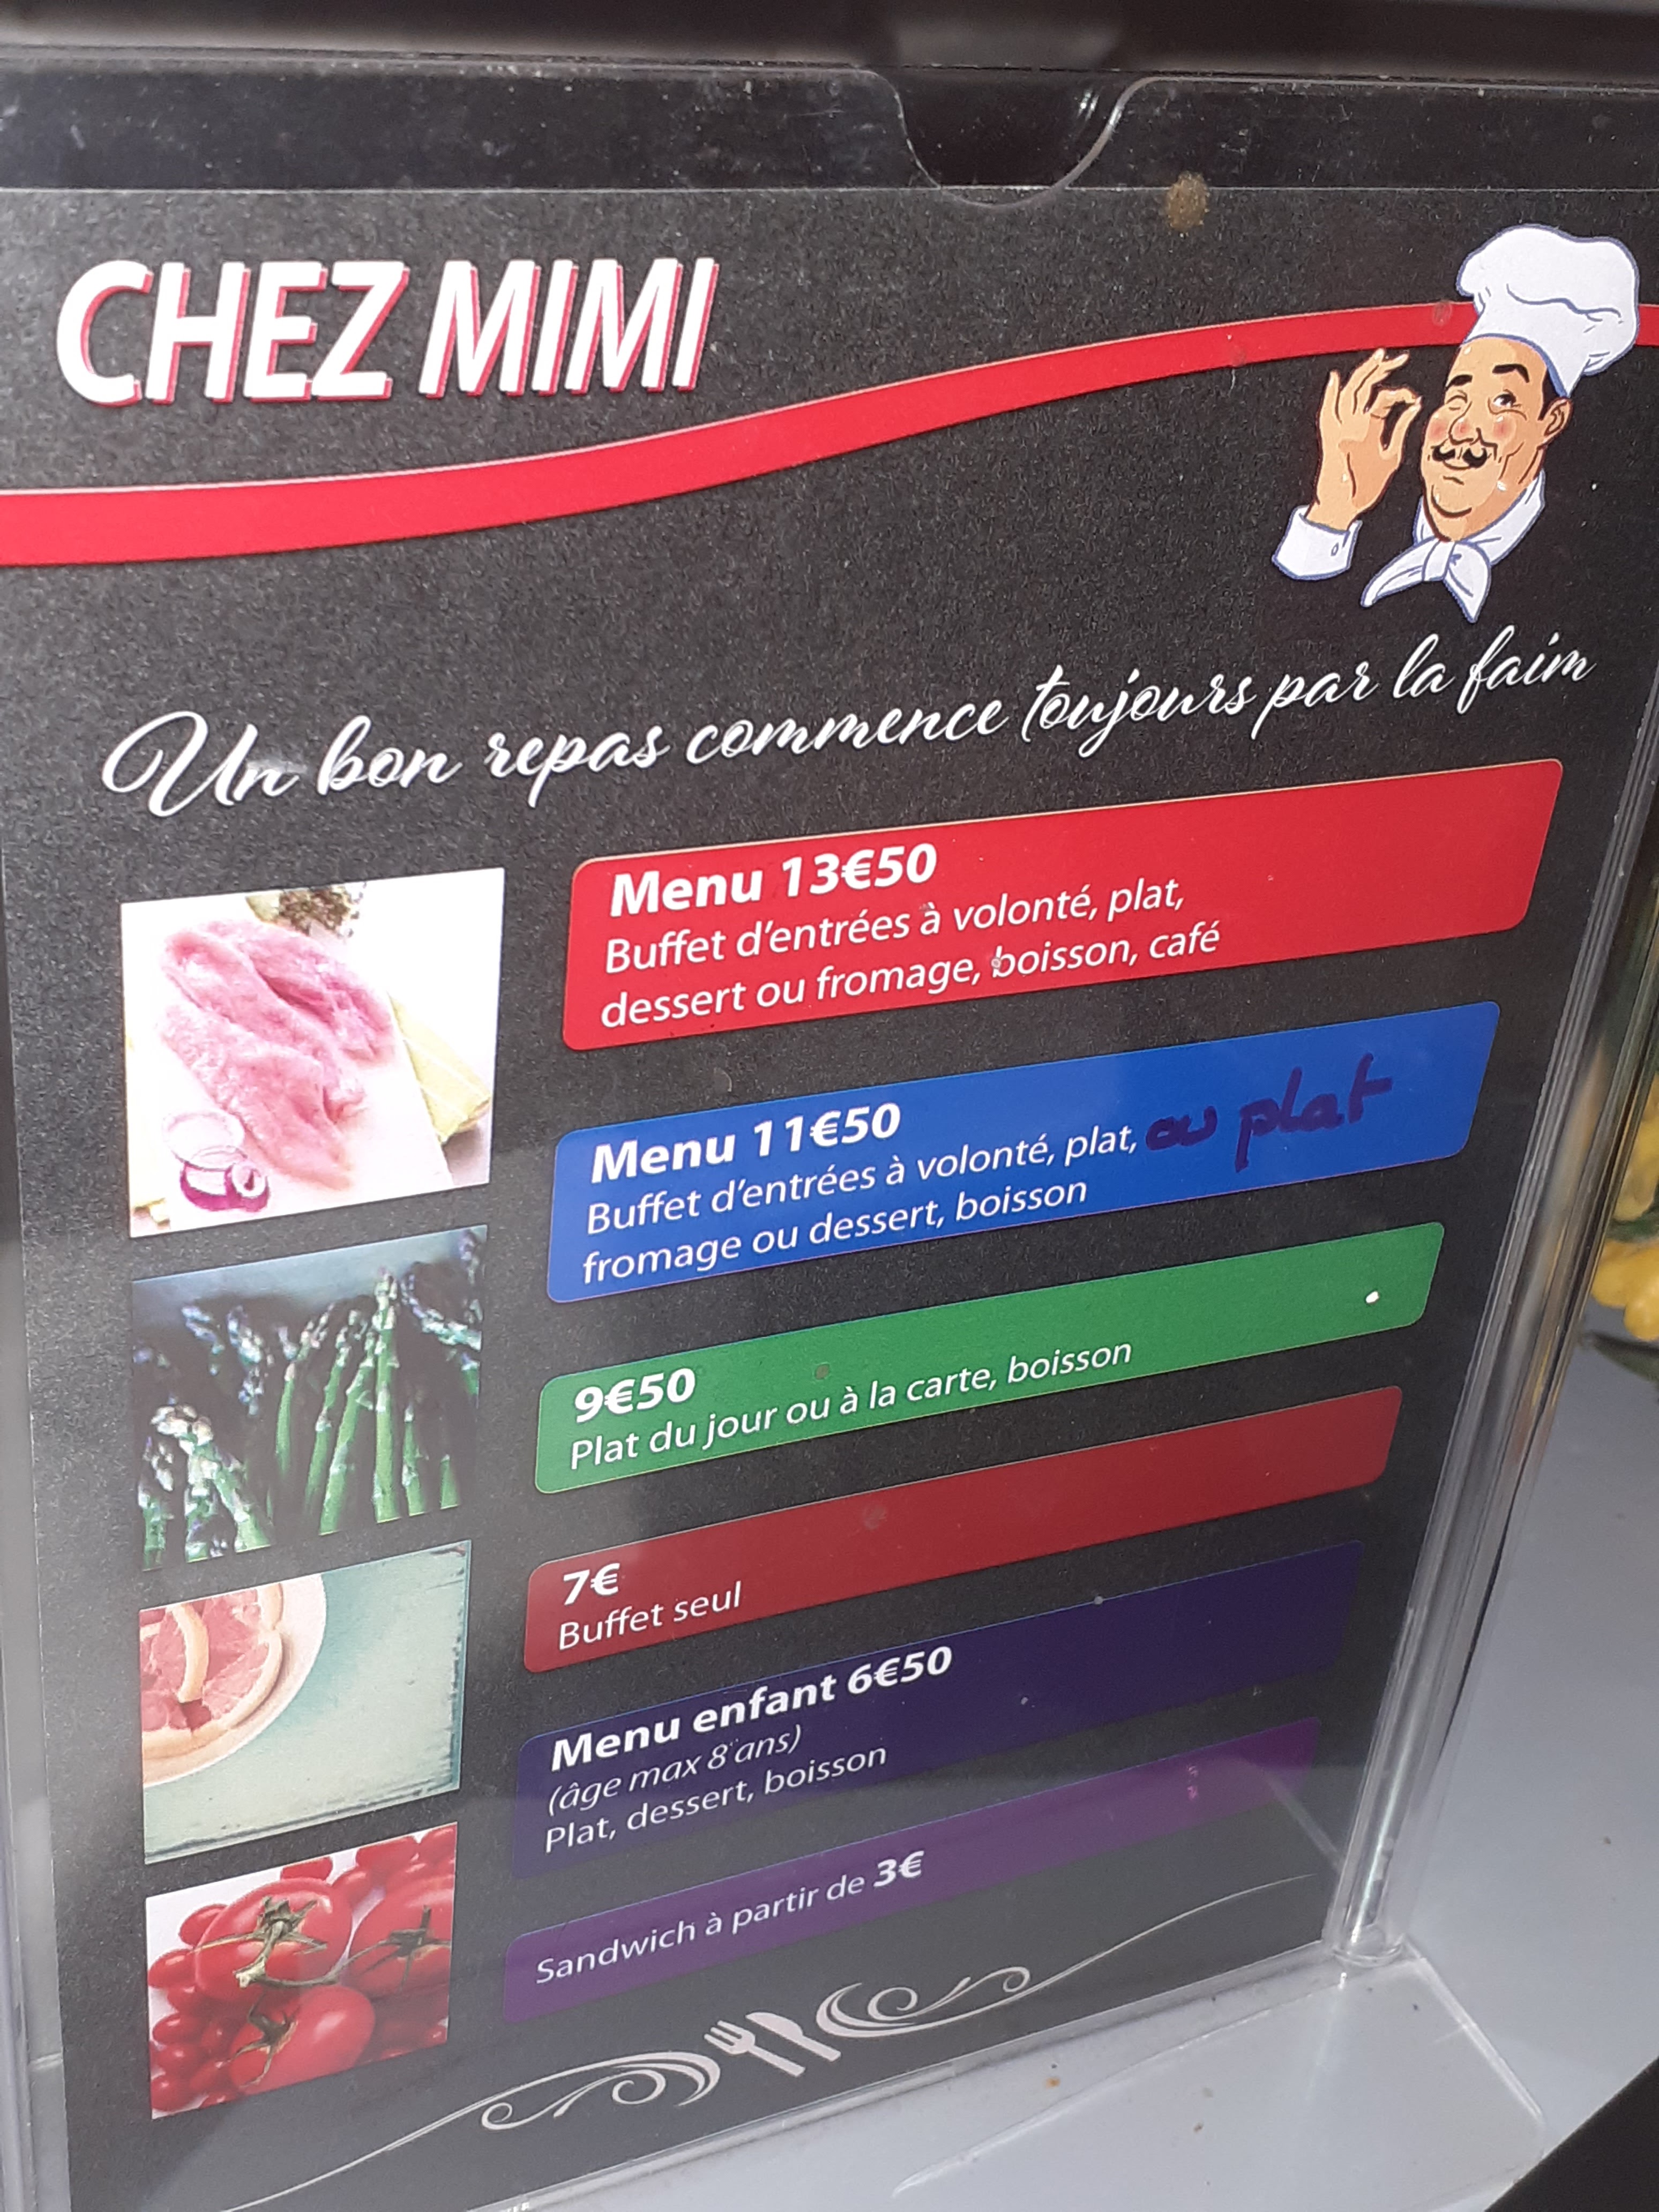 CHEZ MIMI
Un bon repas commence toujours par la faim
Menu 13€50
Buffet d'entrées à volonté, plat,
dessert ou fromage, boisson, café
Menu 11€50
Buffet d'entrées à volonté, plat, ou plat
fromage ou dessert, boisson
9€50
Plat du jour ou à la carte, boisson
7€
Buffet seul
Menu enfant 6€50
(âge max 8 ans)
Plat, dessert, boisson
Sandwich à partir de 3€